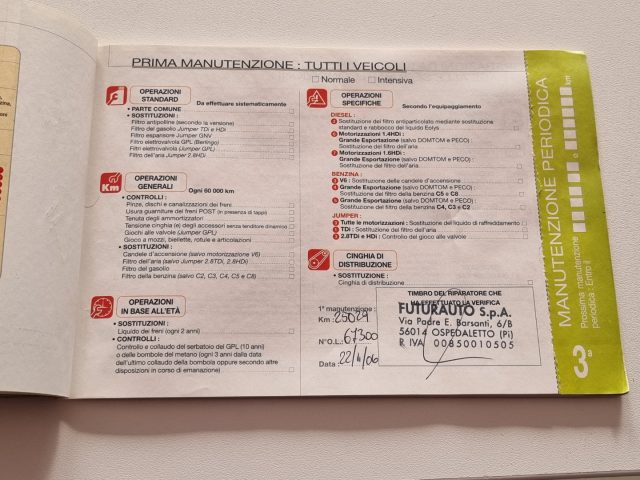 PRIMA MANUTENZIONE : TUTTI I VEICOLI
Normale Intensiva
OPERAZIONI
STANDARD
Da effettuare sistematicamente
• PARTE COMUNE
• SOSTITUZIONI :
Filtro antipolline (secondo la versione)
Filtro del gasolio Jumper TDi e HDi
Filtro espansore Jumper GNV
Filtro elettrovalvola GPL (Berlingo)
Filtro elettrovalvola (Jumper GPL)
Filtro dell'aria Jumper 2.8HDi
Km
OPERAZIONI
GENERALI
Ogni 60 000 km
• CONTROLLI :
Pinze, dischi e canalizzazioni dei freni
Usura guarniture dei freni POST (in presenza di tapp)
Tenuta degli ammortizzatori
Tensione cinghia (e) degli accessori senza tenditore dinamico
Giochi alle valvole (Jumper GPL)
Gioco a mozzi, biellette, rotule e articolazioni
• SOSTITUZIONI :
Candele d'accensione (salvo motorizzazione V6)
Filtro dell'aria (salvo Jumper 2.8TDi, 2.8HDi)
Filtro del gasolio
Filtro della benzina (salvo C2, C3, C4, C5 e C8)
OPERAZIONI
IN BASE ALL'ETÀ
• SOSTITUZIONI :
Liquido dei freni (ogni 2 anni)
• CONTROLLI :
Controllo e collaudo del serbatoio del GPL (10 anni)
o delle bombole del metano (ogni 3 anni dalla data
dell'ultimo collaudo della bombola oppure secondo altre
disposizioni in corso di emanazione)
OPERAZIONI
SPECIFICHE
Secondo l'equipaggiamento
DIESEL :
Sostituzione del filtro antiparticolato mediante sostituzione
standard e rabbocco del liquido Eolys
Motorizzazioni 1.4HDi :
Grande Esportazione (salvo DOMTOM e PECO) :
Sostituzione del filtro dell'aria
Motorizzazioni 1.6HDi :
Grande Esportazione (salvo DOMTOM e PECO) :
Sostituzione del filtro dell'aria
BENZINA :
V6 : Sostituzione delle candele d'accensione
Grande Esportazione (salvo DOMTOM e PECO) :
Sostituzione del filtro della benzina C5 e C8
Grande Esportazione (salvo DOMTOM e PECO) :
Sostituzione del filtro della benzina C4, C3 e C2
JUMPER :
Tutte le motorizzazioni : Sostituzione del liquido di raffreddamento
TDi : Sostituzione del filtro dell'aria
2.8TDi e HDi : Controllo del gioco alle valvole
CINGHIA DI
DISTRIBUZIONE
• SOSTITUZIONE :
Cinghia di distribuzione
TIMBRO DEL RIPARATORE CHE
HA EFFETTUATO LA VERIFICA
1ª manutenzione :
Km : 25029
N°O.L.: 67300
Data : 22/11/06
FUTURAUTO S.p.A.
Via Padre E. Barsanti, 6/8
56014 OSPEDALETTO (PI)
P. IVA 00850010505
3ª
MANUTENZIONE PERIODICA
Prossima manutenzione
periodica : Entro il
o
km